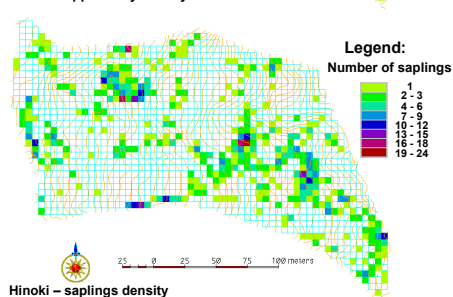 Legend:
Number of saplings
1
2 - 3
4 - 6
7 - 9
10 - 12
13 - 15
16 - 18
19 - 24
25 0 25 50 75 100 meters
Hinoki – saplings density